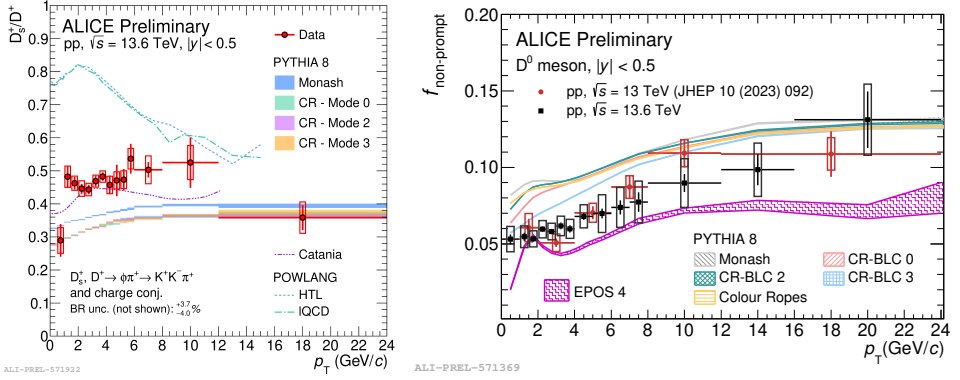 D_s^+/D^+
1
0.9
0.8
0.7
0.6
0.5
0.4
0.3
0.2
0.1
0
ALICE Preliminary
pp, √s = 13.6 TeV, |y| < 0.5
Data
PYTHIA 8
Monash
CR - Mode 0
CR - Mode 2
CR - Mode 3
Catania
POWLANG
HTL
lQCD
D_s^+, D^+ → φπ^+ → K^+K^-π^+
and charge conj.
BR unc. (not shown): ^{+3.7}_{-4.0}%
0 2 4 6 8 10 12 14 16 18 20 22 24
p_T (GeV/c)
ALI-PREL-571922
f_non-prompt
0.20
0.15
0.10
0.05
ALICE Preliminary
D^0 meson, |y| < 0.5
pp, √s = 13 TeV (JHEP 10 (2023) 092)
pp, √s = 13.6 TeV
PYTHIA 8
Monash
CR-BLC 0
CR-BLC 2
CR-BLC 3
Colour Ropes
EPOS 4
0 2 4 6 8 10 12 14 16 18 20 22 24
p_T (GeV/c)
ALI-PREL-571369